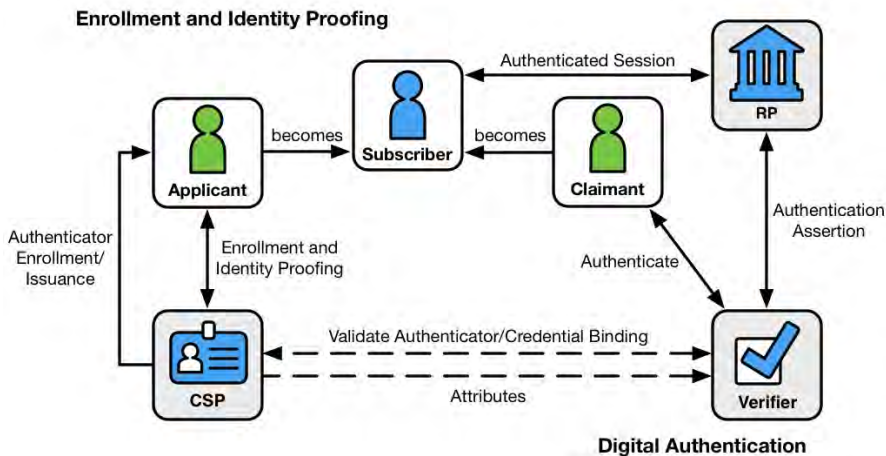 Enrollment and Identity Proofing
Authenticated Session
RP
becomes
Subscriber
becomes
Applicant
Claimant
Authenticator
Enrollment/
Issuance
Enrollment and
Identity Proofing
Authenticate
Authentication
Assertion
Validate Authenticator/Credential Binding
CSP
Attributes
Verifier
Digital Authentication